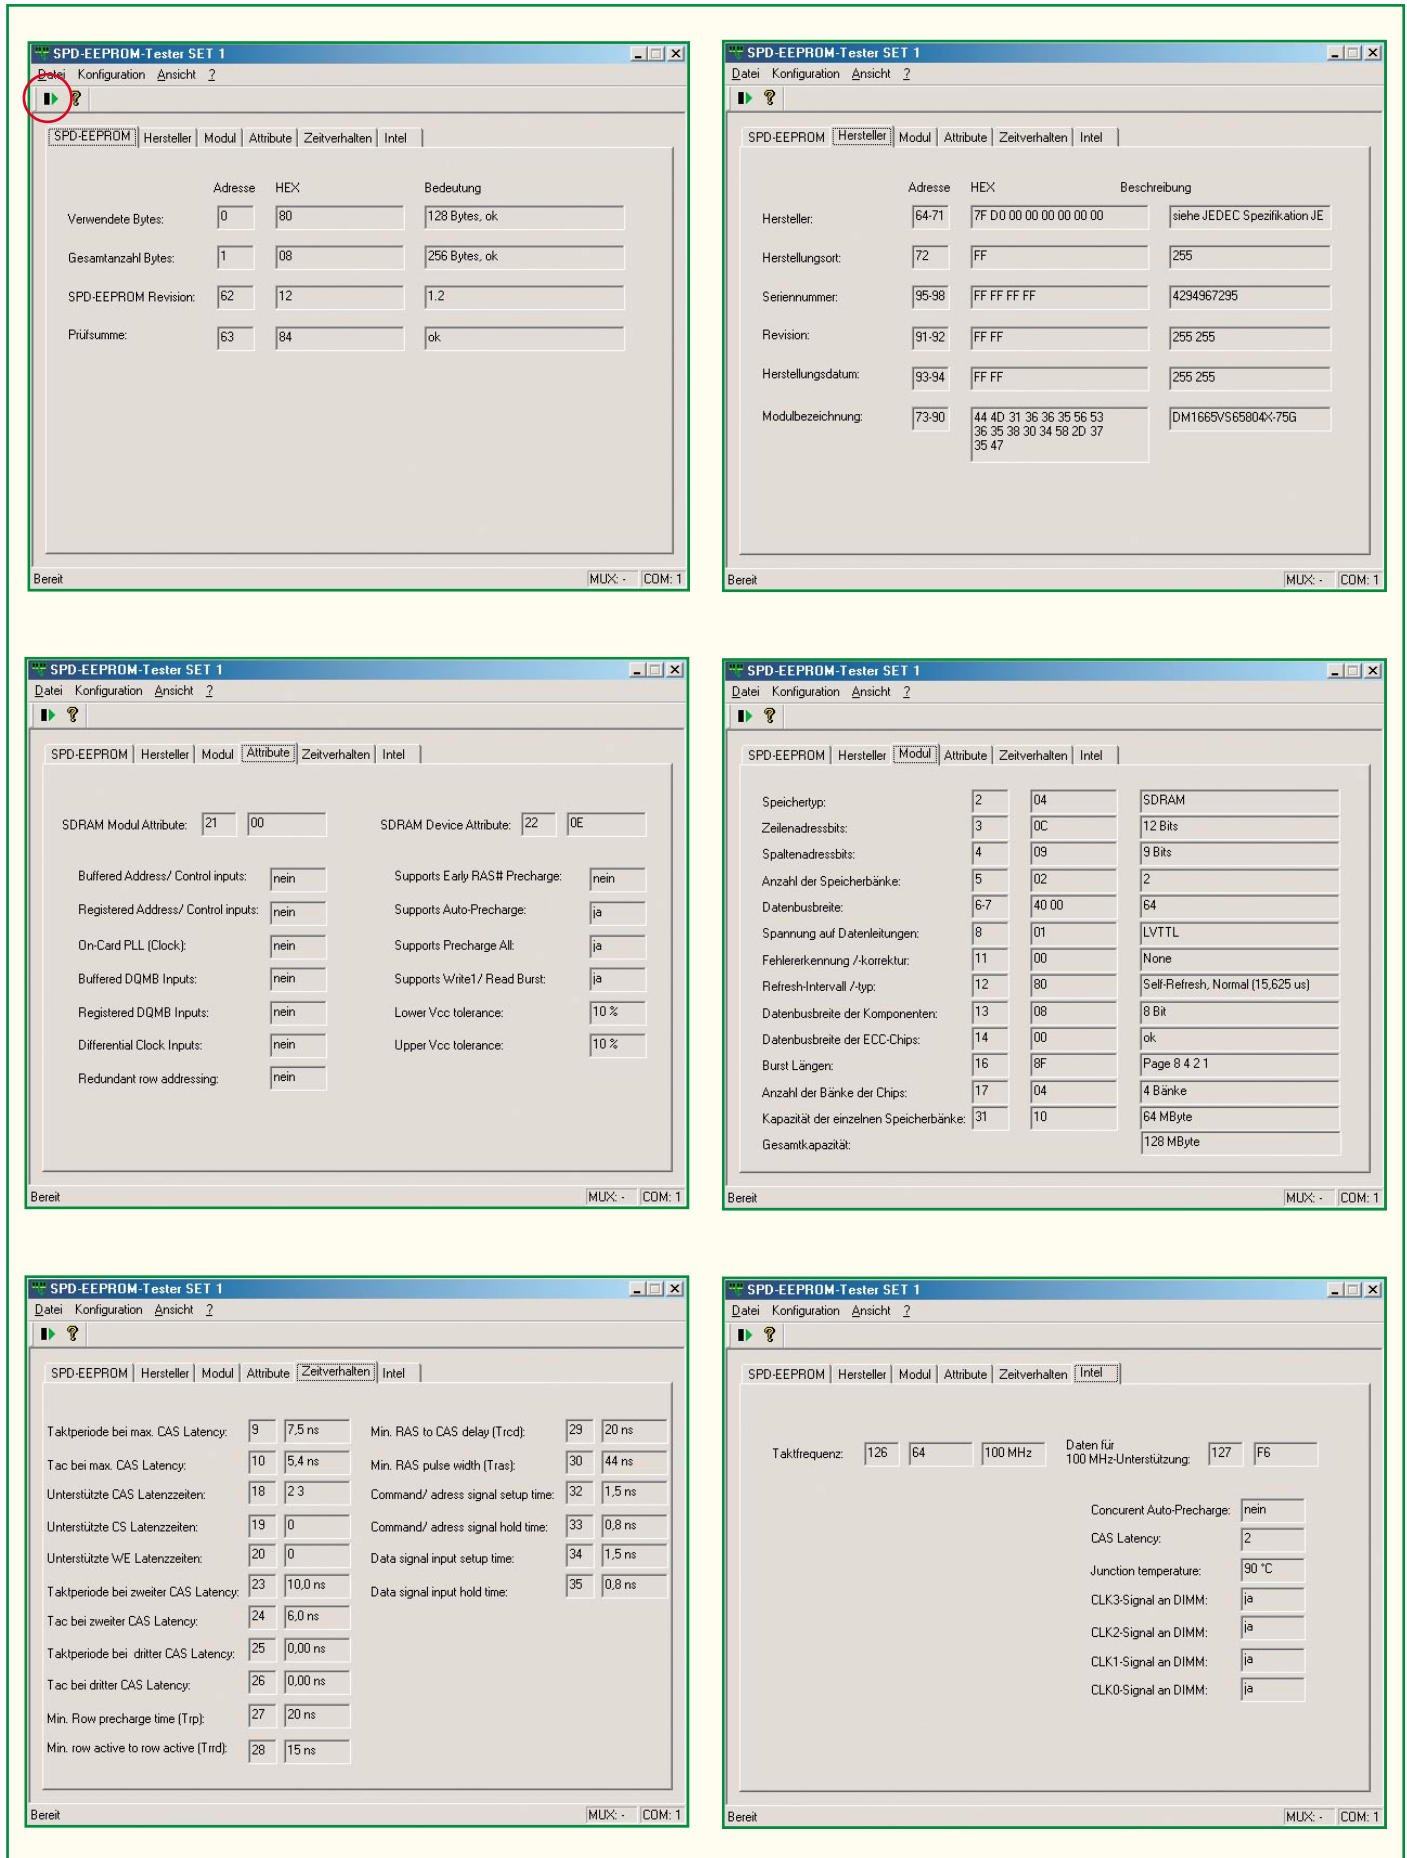 SPD-EEPROM-Tester SET 1
Datei Konfiguration Ansicht ?
SPD-EEPROM Hersteller Modul Attribute Zeitverhalten Intel
Adresse HEX Bedeutung
Verwendete Bytes: 0 80 128 Bytes, ok
Gesamtanzahl Bytes: 1 08 256 Bytes, ok
SPD-EEPROM Revision: 62 12 1.2
Prüfsumme: 63 84 ok
Bereit MUX: - COM: 1
SPD-EEPROM-Tester SET 1
Datei Konfiguration Ansicht ?
SPD-EEPROM Hersteller Modul Attribute Zeitverhalten Intel
Adresse HEX Beschreibung
Hersteller: 64-71 7F D0 00 00 00 00 00 00 siehe JEDEC Spezifikation JE
Herstellungsort: 72 FF 255
Seriennummer: 95-98 FF FF FF FF 4294967295
Revision: 91-92 FF FF 255 255
Herstellungsdatum: 93-94 FF FF 255 255
Modulbezeichnung: 73-90 44 4D 31 36 36 35 56 53 DM1665VS65804X-75G
36 35 38 30 34 58 2D 37
35 47
Bereit MUX: - COM: 1
SPD-EEPROM-Tester SET 1
Datei Konfiguration Ansicht ?
SPD-EEPROM Hersteller Modul Attribute Zeitverhalten Intel
SDRAM Modul Attribute: 21 00 SDRAM Device Attribute: 22 0E
Buffered Address/ Control inputs: nein Supports Early RAS# Precharge: nein
Registered Address/ Control inputs: nein Supports Auto-Precharge: ja
On-Card PLL (Clock): nein Supports Precharge All: ja
Buffered DQMB Inputs: nein Supports Write1/ Read Burst: ja
Registered DQMB Inputs: nein Lower Vcc tolerance: 10 %
Differential Clock Inputs: nein Upper Vcc tolerance: 10 %
Redundant row addressing: nein
Bereit MUX: - COM: 1
SPD-EEPROM-Tester SET 1
Datei Konfiguration Ansicht ?
SPD-EEPROM Hersteller Modul Attribute Zeitverhalten Intel
Speichertyp: 2 04 SDRAM
Zeilenadressbits: 3 0C 12 Bits
Spaltenadressbits: 4 09 9 Bits
Anzahl der Speicherbänke: 5 02 2
Datenbusbreite: 6-7 40 00 64
Spannung auf Datenleitungen: 8 01 LVTTL
Fehlererkennung /-korrektur: 11 00 None
Refresh-Intervall /-typ: 12 80 Self-Refresh, Normal (15,625 us)
Datenbusbreite der Komponenten: 13 08 8 Bit
Datenbusbreite der ECC-Chips: 14 00 ok
Burst Längen: 16 8F Page 8 4 2 1
Anzahl der Bänke der Chips: 17 04 4 Bänke
Kapazität der einzelnen Speicherbänke: 31 10 64 MByte
Gesamtkapazität: 128 MByte
Bereit MUX: - COM: 1
SPD-EEPROM-Tester SET 1
Datei Konfiguration Ansicht ?
SPD-EEPROM Hersteller Modul Attribute Zeitverhalten Intel
Taktperiode bei max. CAS Latency: 9 7,5 ns Min. RAS to CAS delay (Trcd): 29 20 ns
Tac bei max. CAS Latency: 10 5,4 ns Min. RAS pulse width (Tras): 30 44 ns
Unterstützte CAS Latenzzeiten: 18 2 3 Command/ adress signal setup time: 32 1,5 ns
Unterstützte CS Latenzzeiten: 19 0 Command/ adress signal hold time: 33 0,8 ns
Unterstützte WE Latenzzeiten: 20 0 Data signal input setup time: 34 1,5 ns
Taktperiode bei zweiter CAS Latency: 23 10,0 ns Data signal input hold time: 35 0,8 ns
Tac bei zweiter CAS Latency: 24 6,0 ns
Taktperiode bei dritter CAS Latency: 25 0,00 ns
Tac bei dritter CAS Latency: 26 0,00 ns
Min. Row precharge time (Trp): 27 20 ns
Min. row active to row active (Trrd): 28 15 ns
Bereit MUX: - COM: 1
SPD-EEPROM-Tester SET 1
Datei Konfiguration Ansicht ?
SPD-EEPROM Hersteller Modul Attribute Zeitverhalten Intel
Taktfrequenz: 126 64 100 MHz Daten für
100 MHz-Unterstützung: 127 F6
Concurent Auto-Precharge: nein
CAS Latency: 2
Junction temperature: 90 °C
CLK3-Signal an DIMM: ja
CLK2-Signal an DIMM: ja
CLK1-Signal an DIMM: ja
CLK0-Signal an DIMM: ja
Bereit MUX: - COM: 1